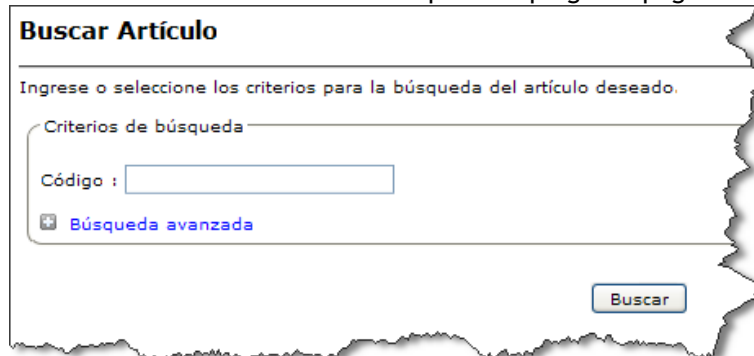 Buscar Artículo
Ingrese o seleccione los criterios para la búsqueda del artículo deseado.
Criterios de búsqueda
Código :
Búsqueda avanzada
Buscar